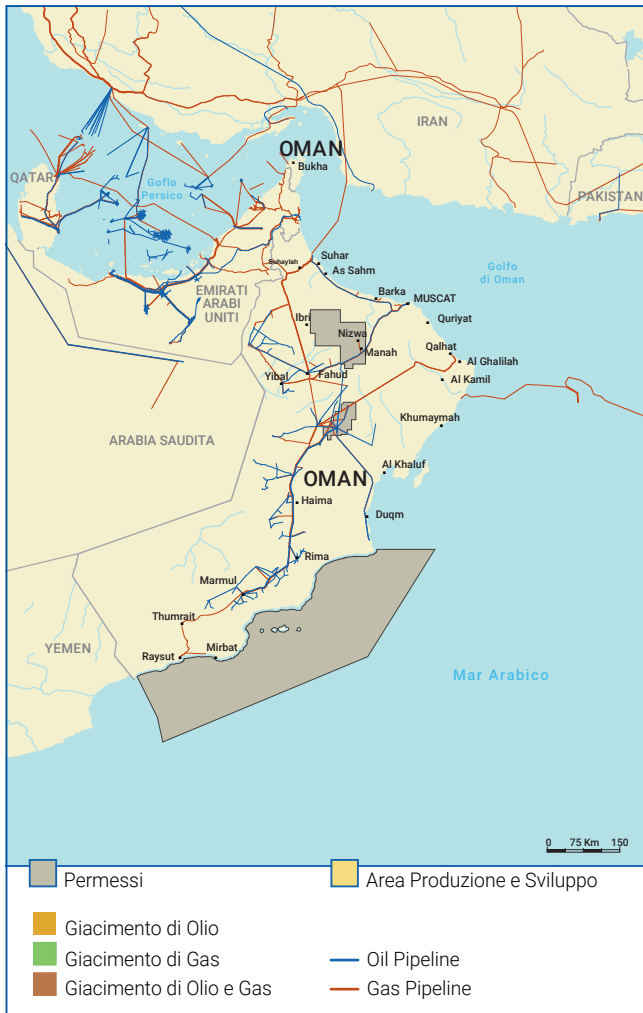 IRAN
OMAN
Bukha
QATAR
Goflo
Persico
PAKISTAN
Suhar
Buhaylah
As Sahm
Golfo
di Oman
EMIRATI
ARABI
UNITI
Barka
MUSCAT
Ibri
Quriyat
Nizwa
Manah
Qalhat
Al Ghalilah
Yibal
Fahud
Al Kamil
Khumaymah
ARABIA SAUDITA
Al Khaluf
OMAN
Haima
Duqm
Rima
Marmul
Thumrait
YEMEN
Raysut
Mirbat
Mar Arabico
0 75 Km 150
Permessi
Area Produzione e Sviluppo
Giacimento di Olio
Giacimento di Gas
Oil Pipeline
Giacimento di Olio e Gas
Gas Pipeline